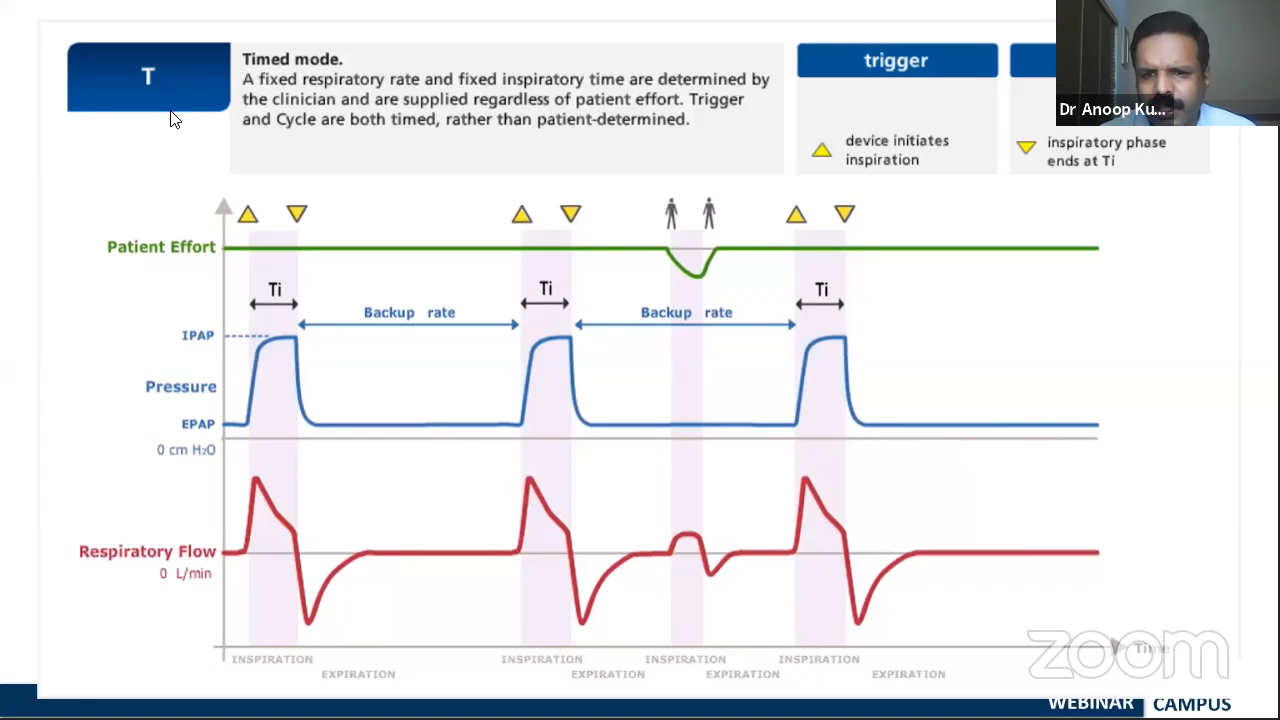 T
Timed mode.
A fixed respiratory rate and fixed inspiratory time are determined by
the clinician and are supplied regardless of patient effort. Trigger
and Cycle are both timed, rather than patient-determined.
trigger
device initiates
inspiration
Dr Anoop Ku...
inspiratory phase
ends at Ti
Patient Effort
Ti
Ti
Ti
Backup rate
Backup rate
IPAP
Pressure
EPAP
0 cm H₂O
Respiratory Flow
0 L/min
INSPIRATION
EXPIRATION
INSPIRATION
EXPIRATION
INSPIRATION
EXPIRATION
INSPIRATION
EXPIRATION
Time
zoom
WEBINAR CAMPUS